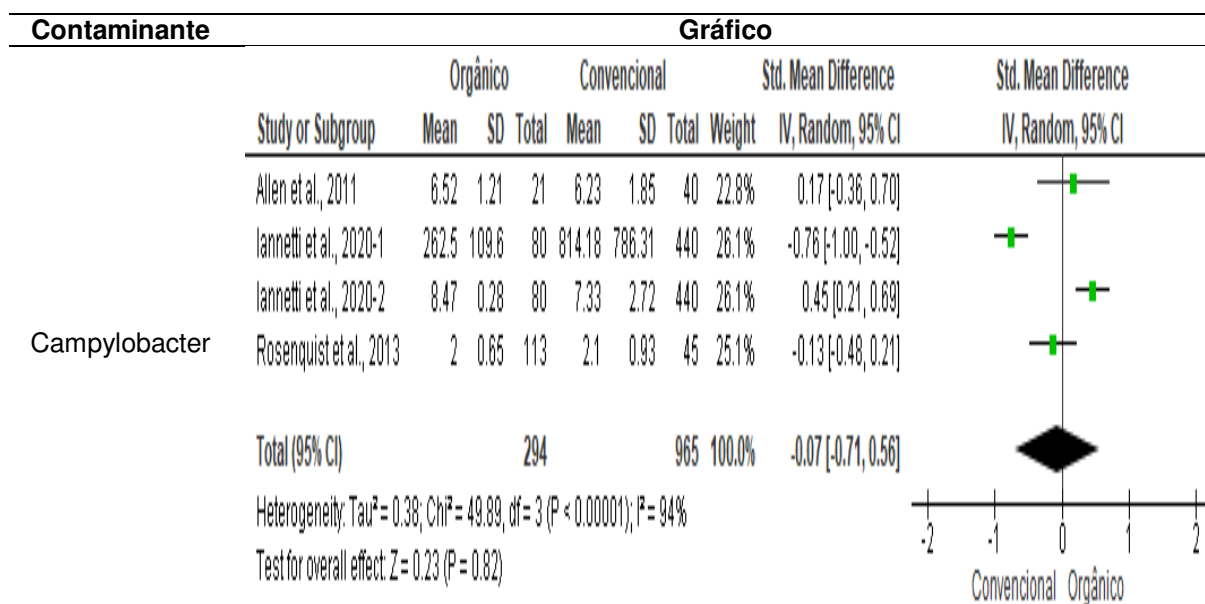 Contaminante Gráfico
Orgânico Convencional Std. Mean Difference Std. Mean Difference
Study or Subgroup Mean SD Total Mean SD Total Weight IV, Random, 95% CI IV, Random, 95% CI
Allen et al., 2011 6.52 1.21 21 6.23 1.85 40 22.8% 0.17 [-0.36, 0.70]
Iannetti et al., 2020-1 262.5 109.6 80 814.18 786.31 440 26.1% -0.76 [-1.00, -0.52]
Iannetti et al., 2020-2 8.47 0.28 80 7.33 2.72 440 26.1% 0.45 [0.21, 0.69]
Campylobacter
Rosenquist et al., 2013 2 0.65 113 2.1 0.93 45 25.1% -0.13 [-0.48, 0.21]
Total (95% CI) 294 965 100.0% -0.07 [-0.71, 0.56]
Heterogeneity: Tau² = 0.38; Chi² = 49.89, df = 3 (P < 0.00001); I² = 94%
Test for overall effect: Z = 0.23 (P = 0.82)
-2 -1 0 1 2
Convencional Orgânico